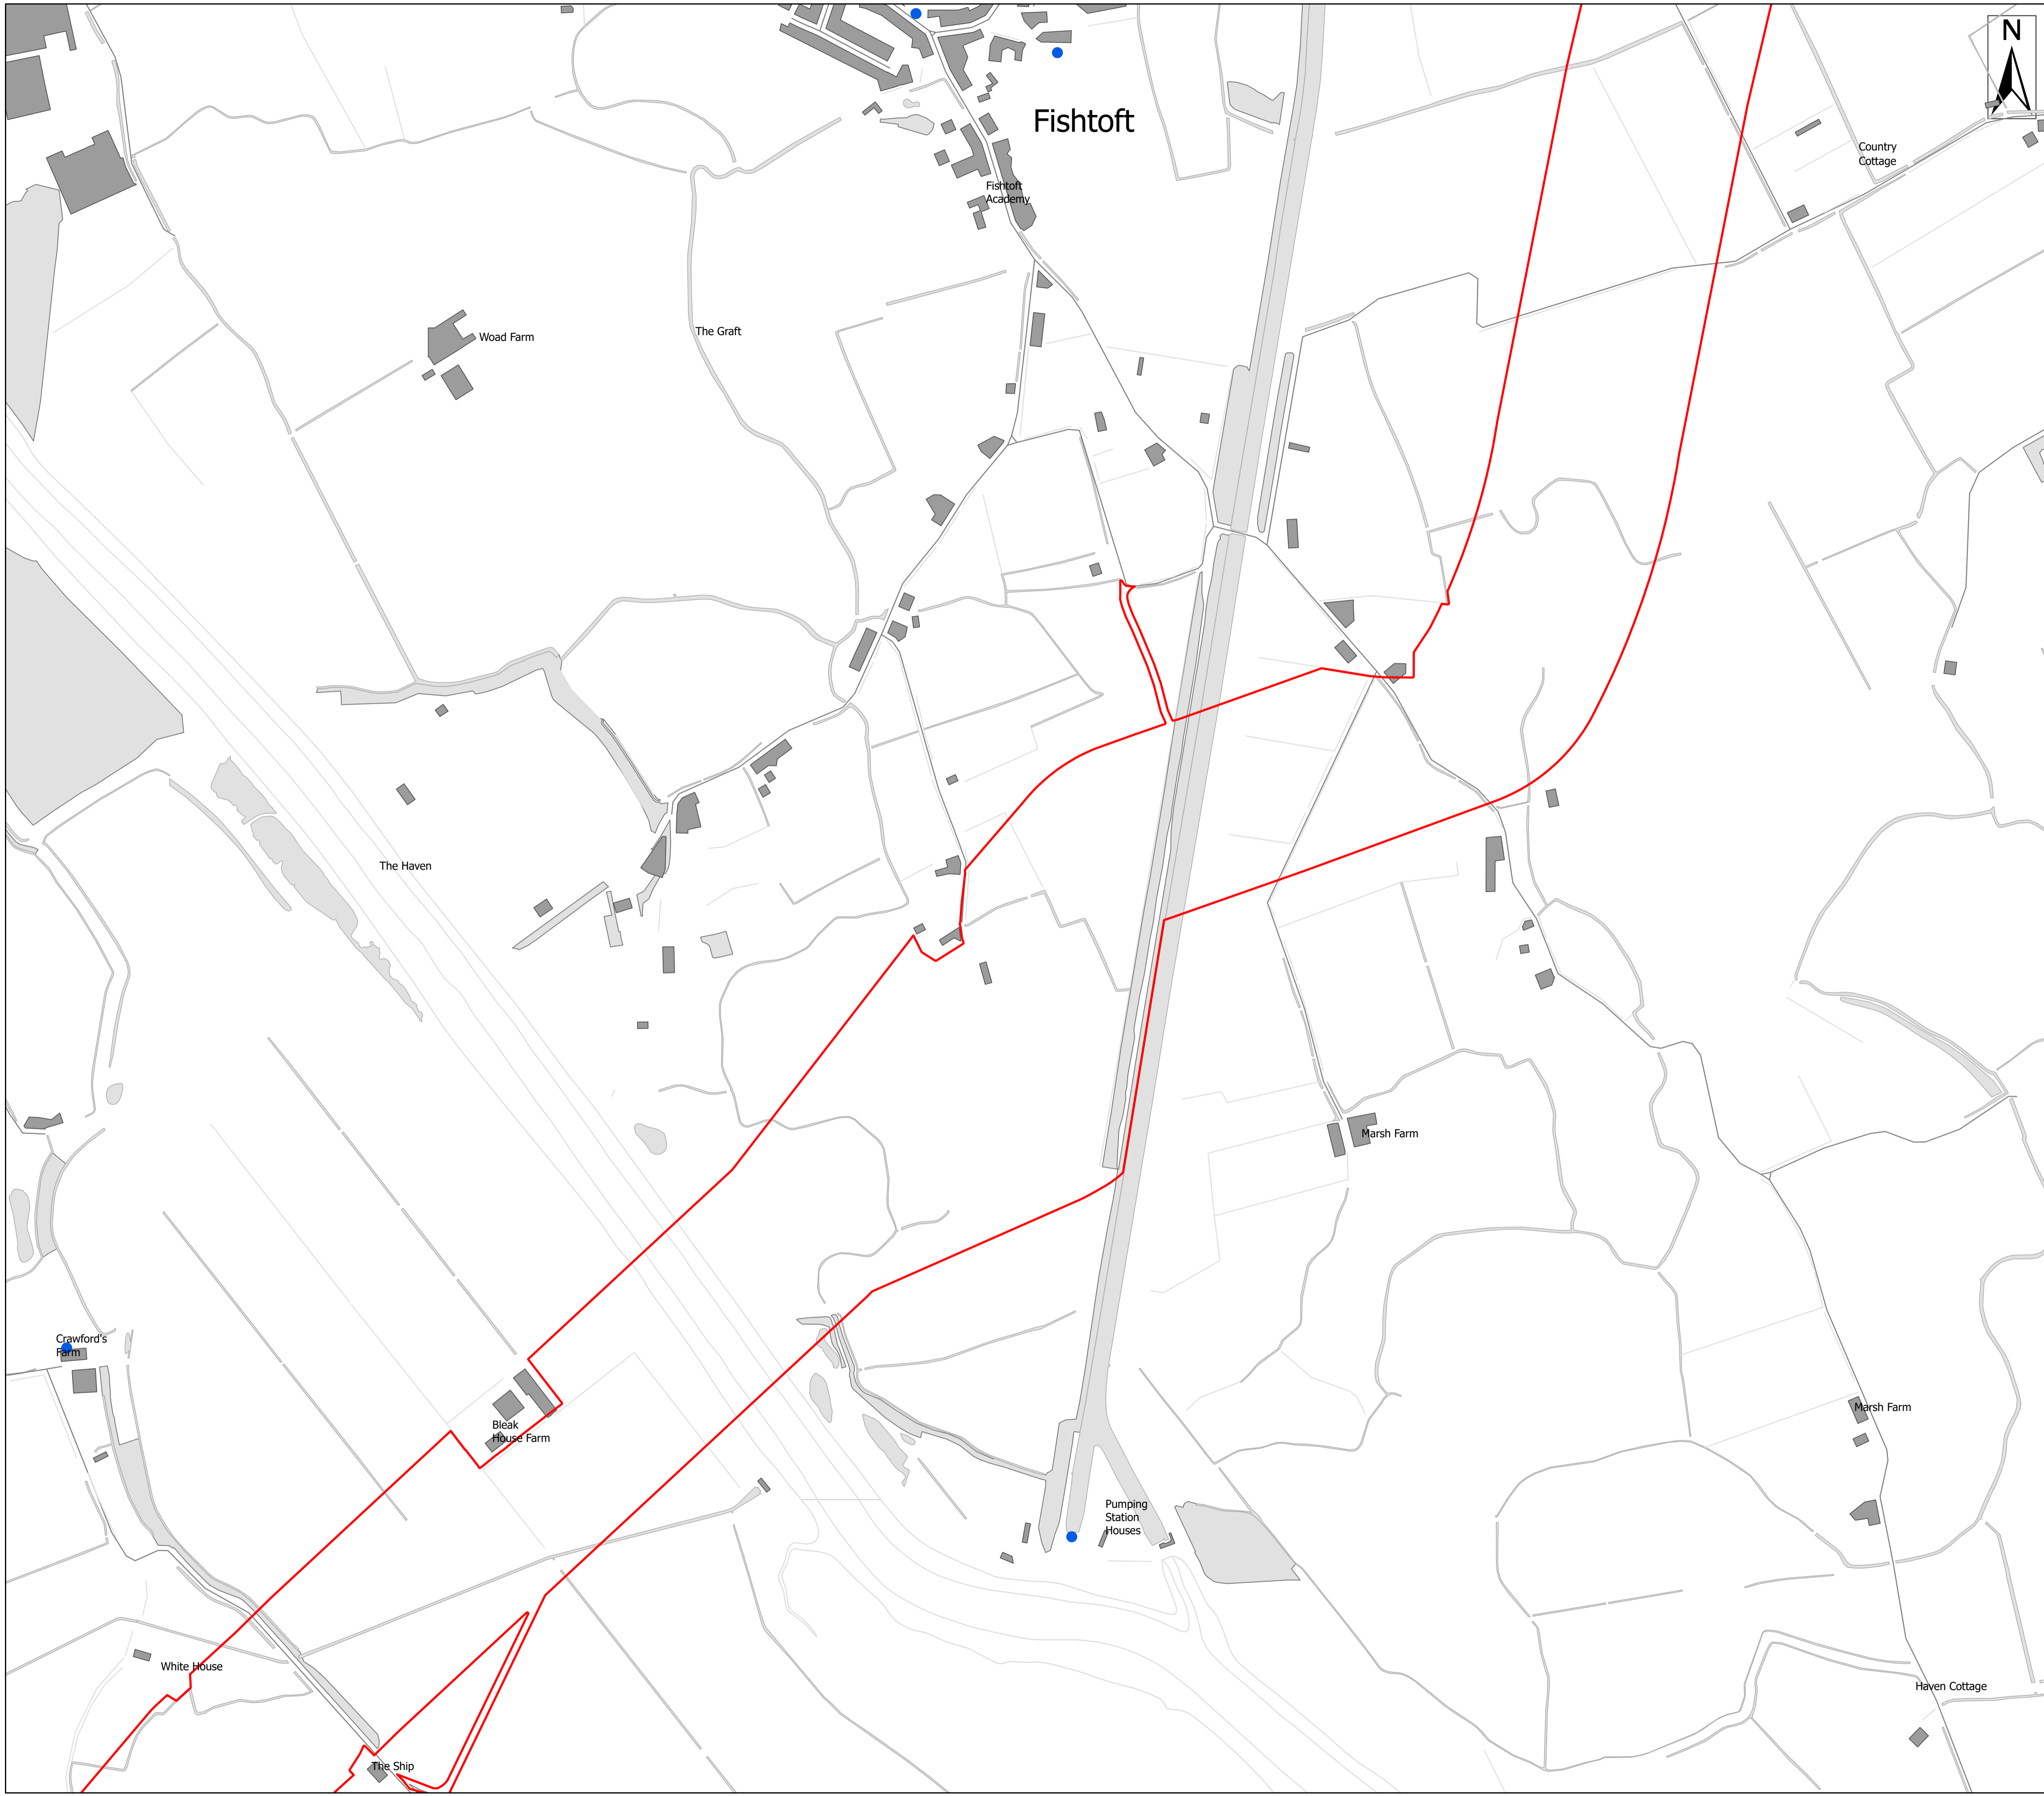 N
Fishtoft
Country
Cottage
Fishtoft
Academy
Woad Farm
The Graft
The Haven
Marsh Farm
Crawford's
Farm
Bleak
House Farm
Marsh Farm
Pumping
Station
Houses
White House
Haven Cottage
The Ship